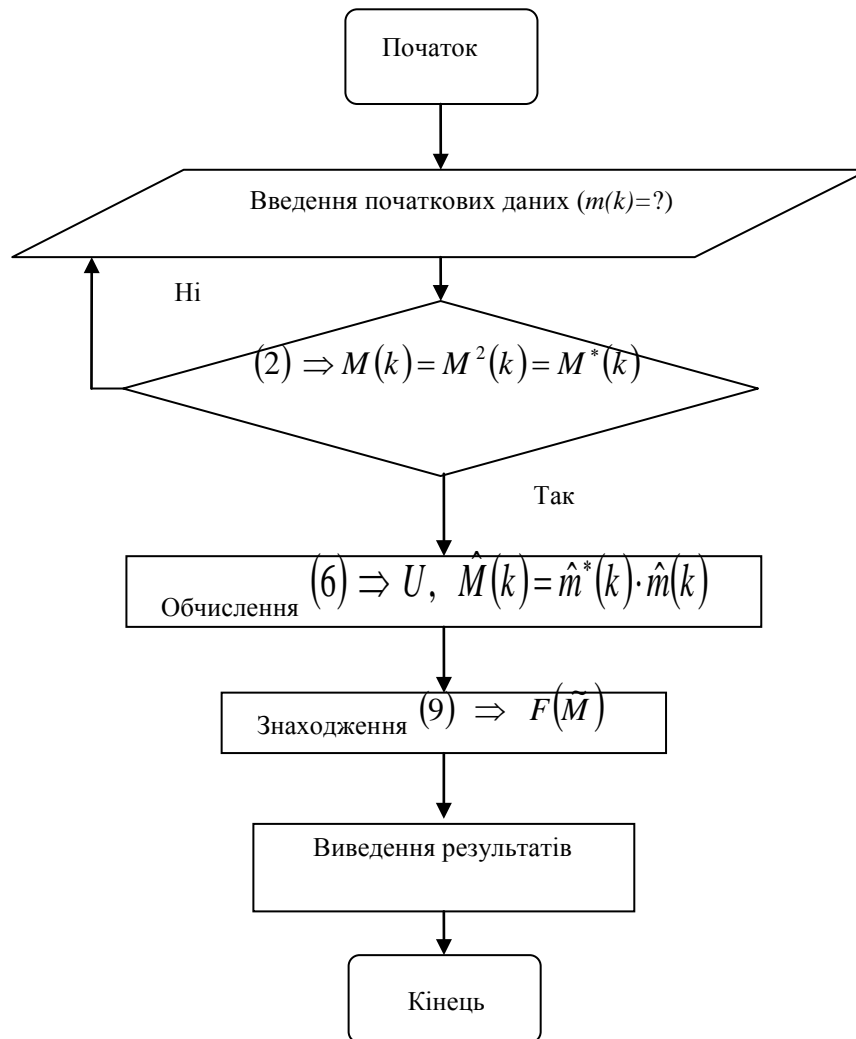 Початок
Введення початкових даних (m(k)=?)
Ні
(2) ⇒ M(k) = M²(k) = M*(k)
Так
Обчислення (6) ⇒ U, M̂(k) = m̂*(k)·m̂(k)
Знаходження (9) ⇒ F(M̃)
Виведення результатів
Кінець